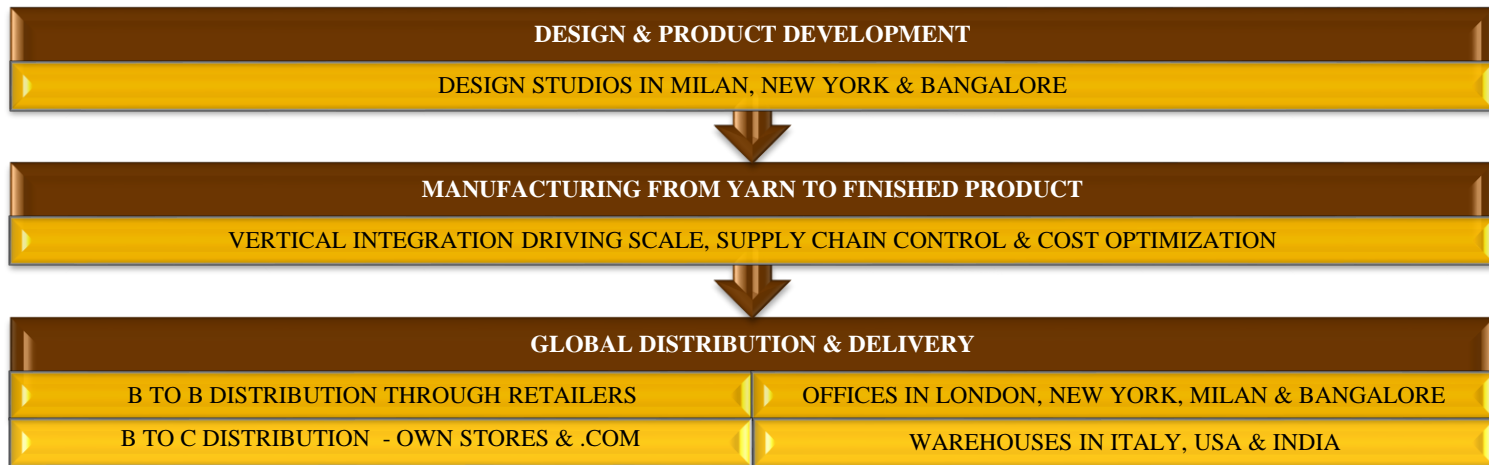 DESIGN & PRODUCT DEVELOPMENT
DESIGN STUDIOS IN MILAN, NEW YORK & BANGALORE
MANUFACTURING FROM YARN TO FINISHED PRODUCT
VERTICAL INTEGRATION DRIVING SCALE, SUPPLY CHAIN CONTROL & COST OPTIMIZATION
GLOBAL DISTRIBUTION & DELIVERY
B TO B DISTRIBUTION THROUGH RETAILERS
OFFICES IN LONDON, NEW YORK, MILAN & BANGALORE
B TO C DISTRIBUTION - OWN STORES & .COM
WAREHOUSES IN ITALY, USA & INDIA